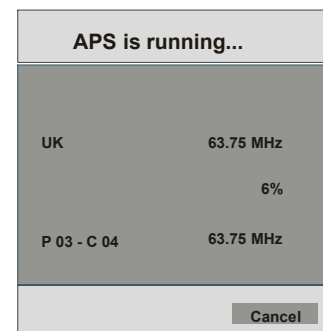 APS is running...
UK 63.75 MHz
6%
P 03 - C 04 63.75 MHz
Cancel